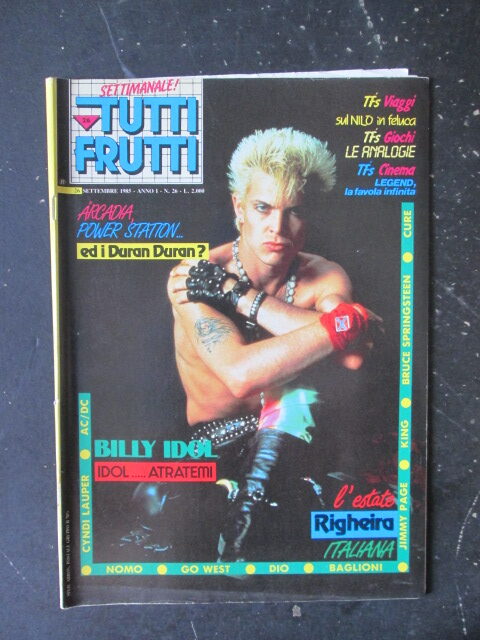 SETTIMANALE!
26
TUTTI
FRUTTI
26 SETTEMBRE 1985 - ANNO 1 - N. 26 - L. 2.000
ARCADIA,
POWER STATION...
ed i Duran Duran?
TFs Viaggi
sul NILO in feluca
TFs Giochi
LE ANALOGIE
TFs Cinema
LEGEND,
la favola infinita
CURE
BRUCE SPRINGSTEEN
KING
JIMMY PAGE
AC/DC
CYNDI LAUPER
BILLY IDOL
IDOL ..... ATRATEMI
l'estate
Righeira
ITALIANA
NOMO
GO WEST
DIO
BAGLIONI